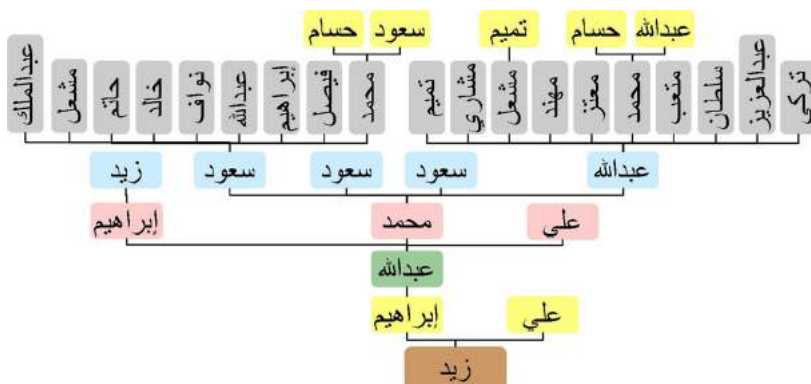 عبدالله
حسام
تميم
سعود
حسام
تركي
عبدالعزيز
سلطان
متعب
محمد
معتز
مهند
مشعل
مشاري
تميم
محمد
فيصل
إبراهيم
عبدالله
نواف
خالد
حاتم
مشعل
عبدالملك
عبدالله
سعود
سعود
سعود
زيد
علي
محمد
إبراهيم
عبدالله
علي
إبراهيم
زيد